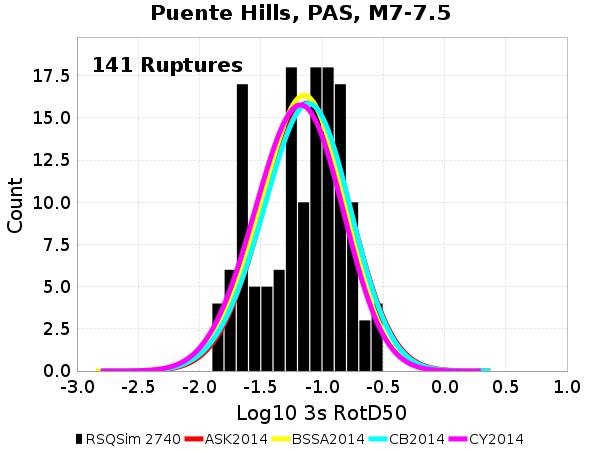 Puente Hills, PAS, M7-7.5
141 Ruptures
17.5
15.0
12.5
10.0
7.5
5.0
2.5
0.0
Count
-3.0 -2.5 -2.0 -1.5 -1.0 -0.5 0.0 0.5 1.0
Log10 3s RotD50
RSQSim 2740 ASK2014 BSSA2014 CB2014 CY2014